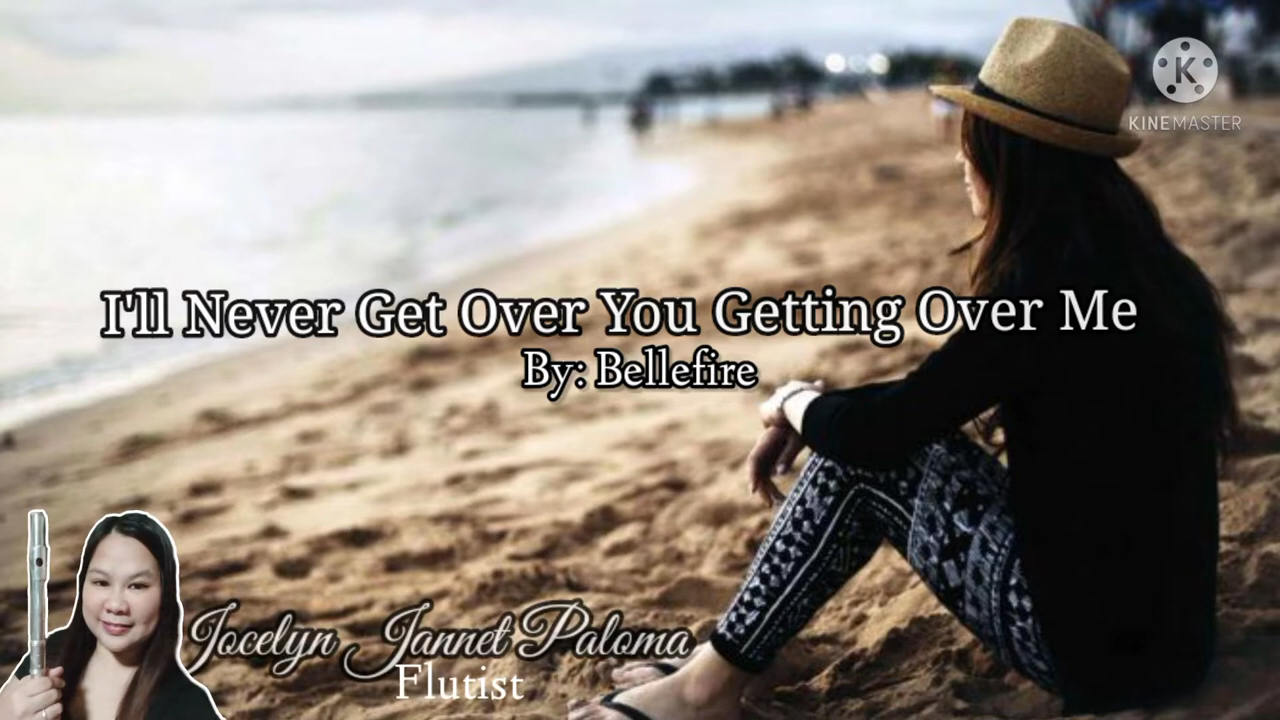 K
KINEMASTER
I'll Never Get Over You Getting Over Me
By: Bellefire
Jocelyn Jannet Paloma
Flutist